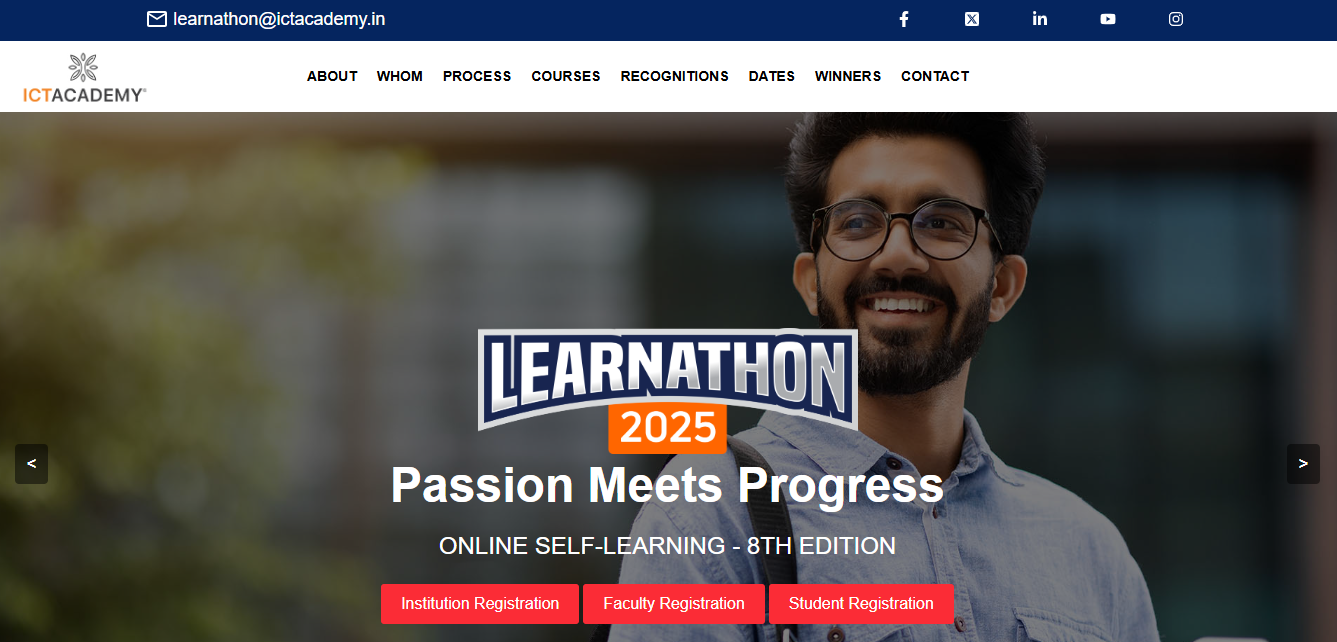 learnathon@ictacademy.in
ICTACADEMY®
ABOUT WHOM PROCESS COURSES RECOGNITIONS DATES WINNERS CONTACT
LEARNATHON
2025
< >
Passion Meets Progress
ONLINE SELF-LEARNING - 8TH EDITION
Institution Registration Faculty Registration Student Registration